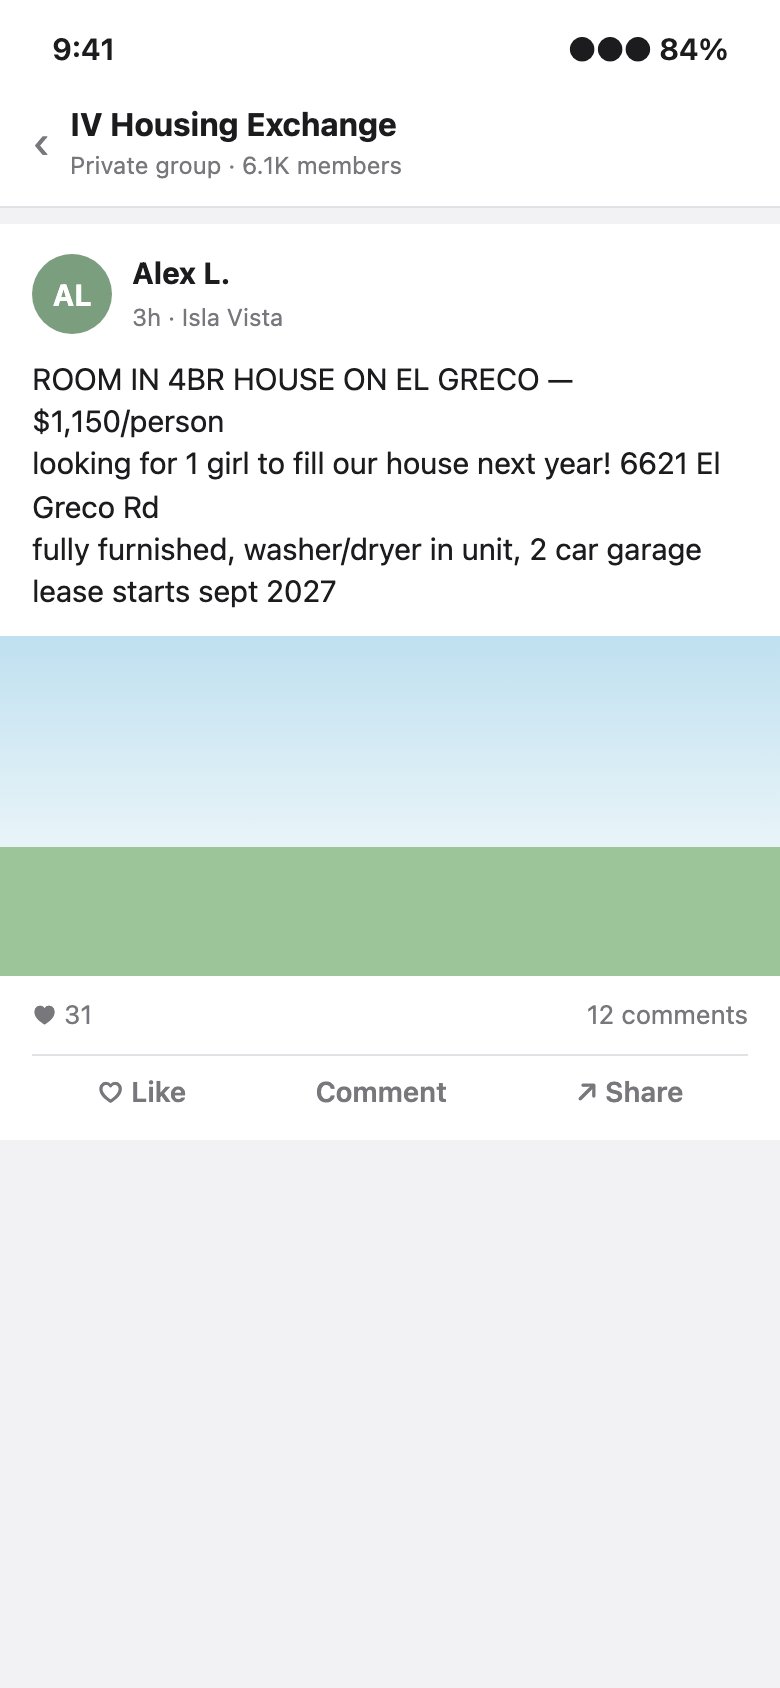 9:41
84%
‹
IV Housing Exchange
Private group · 6.1K members
AL
Alex L.
3h · Isla Vista
ROOM IN 4BR HOUSE ON EL GRECO —
$1,150/person
looking for 1 girl to fill our house next year! 6621 El
Greco Rd
fully furnished, washer/dryer in unit, 2 car garage
lease starts sept 2027
♥ 31
12 comments
♡ Like
Comment
↗ Share